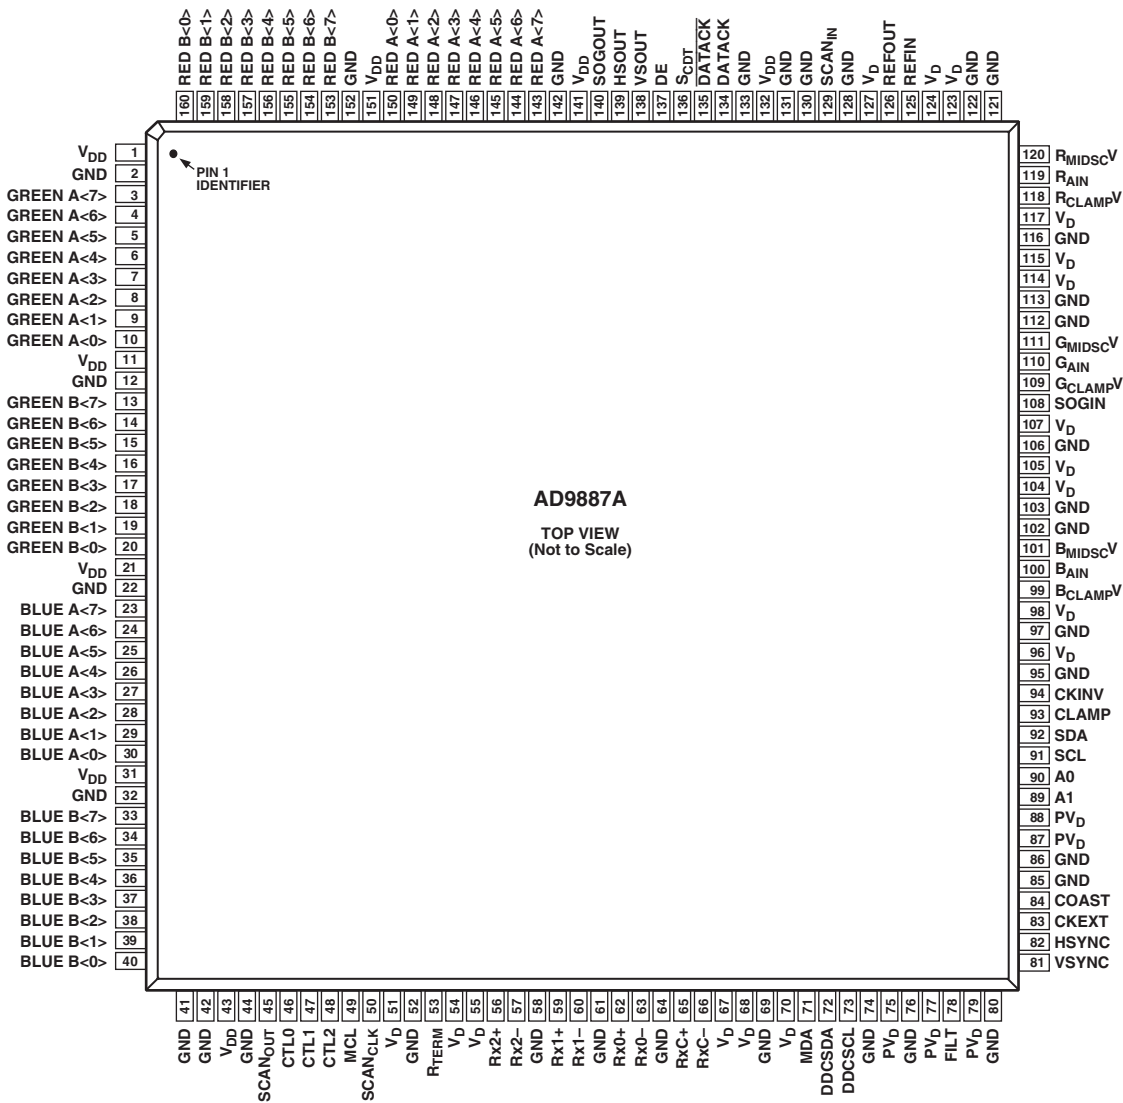 160 RED B<0>
159 RED B<1>
158 RED B<2>
157 RED B<3>
156 RED B<4>
155 RED B<5>
154 RED B<6>
153 RED B<7>
152 GND
151 VDD
150 RED A<0>
149 RED A<1>
148 RED A<2>
147 RED A<3>
146 RED A<4>
145 RED A<5>
144 RED A<6>
143 RED A<7>
142 GND
141 VDD
140 SOGOUT
139 HSOUT
138 VSOUT
137 DE
136 SCDT
135 DATACK
134 DATACK
133 GND
132 VDD
131 GND
130 GND
129 SCANIN
128 GND
127 VD
126 REFOUT
125 REFIN
124 VD
123 VD
122 GND
121 GND
VDD 1
GND 2
GREEN A<7> 3
GREEN A<6> 4
GREEN A<5> 5
GREEN A<4> 6
GREEN A<3> 7
GREEN A<2> 8
GREEN A<1> 9
GREEN A<0> 10
VDD 11
GND 12
GREEN B<7> 13
GREEN B<6> 14
GREEN B<5> 15
GREEN B<4> 16
GREEN B<3> 17
GREEN B<2> 18
GREEN B<1> 19
GREEN B<0> 20
VDD 21
GND 22
BLUE A<7> 23
BLUE A<6> 24
BLUE A<5> 25
BLUE A<4> 26
BLUE A<3> 27
BLUE A<2> 28
BLUE A<1> 29
BLUE A<0> 30
VDD 31
GND 32
BLUE B<7> 33
BLUE B<6> 34
BLUE B<5> 35
BLUE B<4> 36
BLUE B<3> 37
BLUE B<2> 38
BLUE B<1> 39
BLUE B<0> 40
PIN 1
IDENTIFIER
AD9887A
TOP VIEW
(Not to Scale)
120 RMIDSCV
119 RAIN
118 RCLAMPV
117 VD
116 GND
115 VD
114 VD
113 GND
112 GND
111 GMIDSCV
110 GAIN
109 GCLAMPV
108 SOGIN
107 VD
106 GND
105 VD
104 VD
103 GND
102 GND
101 BMIDSCV
100 BAIN
99 BCLAMPV
98 VD
97 GND
96 VD
95 GND
94 CKINV
93 CLAMP
92 SDA
91 SCL
90 A0
89 A1
88 PVD
87 PVD
86 GND
85 GND
84 COAST
83 CKEXT
82 HSYNC
81 VSYNC
GND 41
GND 42
VDD 43
GND 44
SCANOUT 45
CTL0 46
CTL1 47
CTL2 48
MCL 49
SCANCLK 50
VD 51
GND 52
RTERM 53
VD 54
VD 55
Rx2+ 56
Rx2– 57
GND 58
Rx1+ 59
Rx1– 60
GND 61
Rx0+ 62
Rx0– 63
GND 64
RxC+ 65
RxC– 66
VD 67
VD 68
GND 69
VD 70
MDA 71
DDCSDA 72
DDCSCL 73
GND 74
PVD 75
GND 76
PVD 77
FILT 78
PVD 79
GND 80